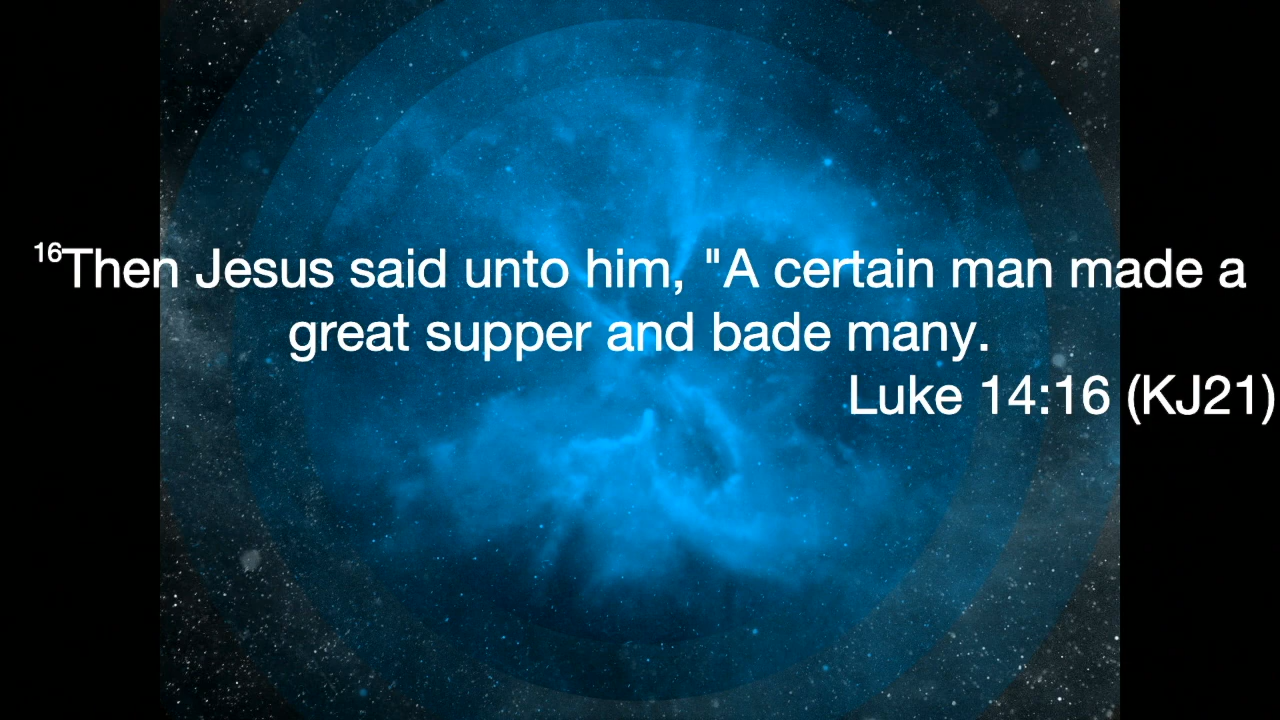 16Then Jesus said unto him, "A certain man made a
great supper and bade many.
Luke 14:16 (KJ21)